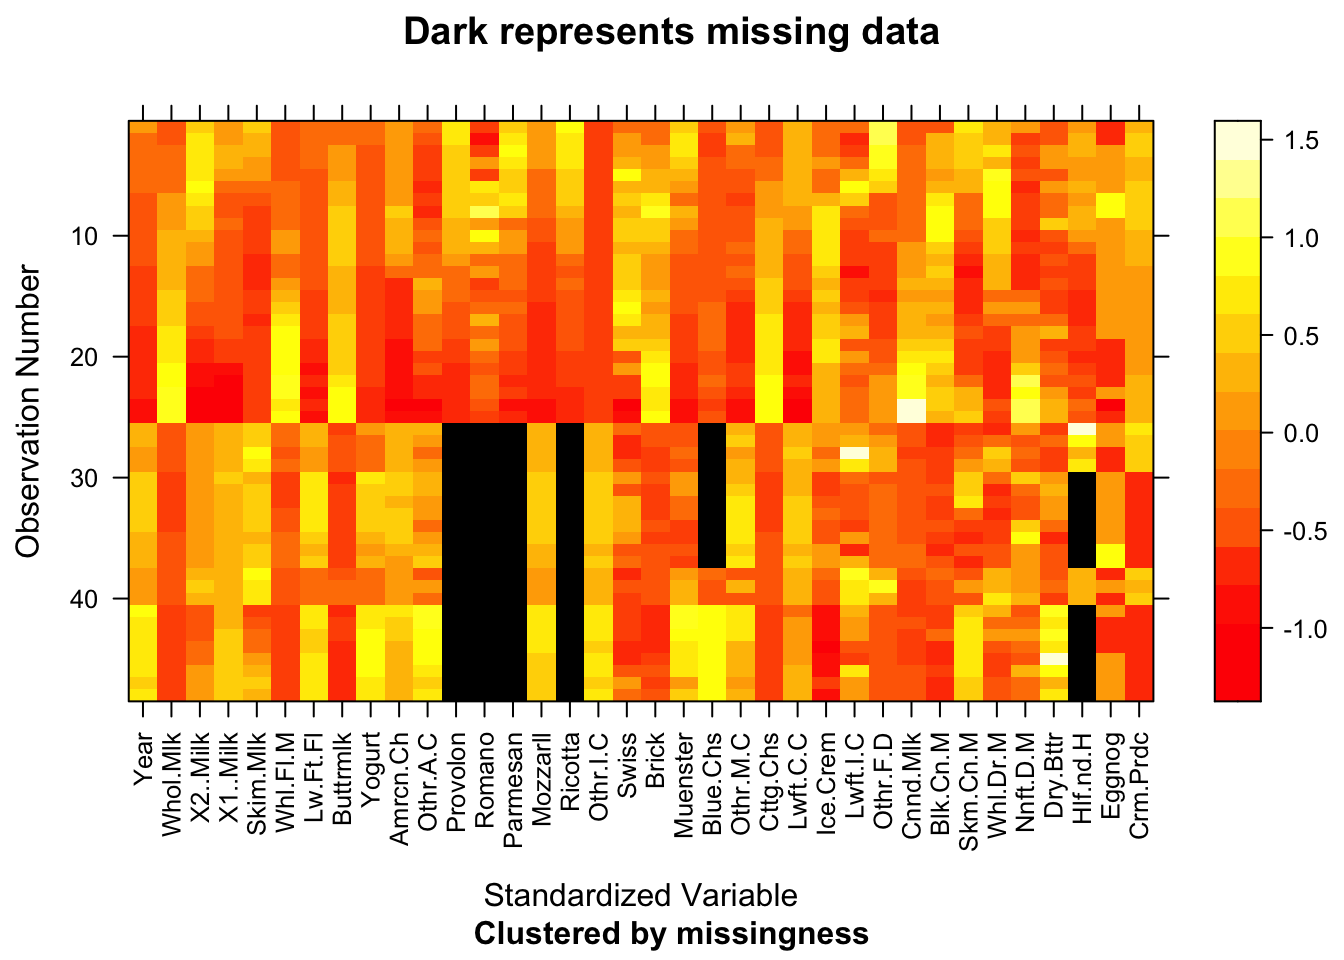 Dark represents missing data
1.5
1.0
0.5
0.0
-0.5
-1.0
Observation Number
10
20
30
40
Year
Whol.Mlk
X2..Milk
X1..Milk
Skim.Mlk
Whl.Fl.M
Lw.Ft.Fl
Buttrmlk
Yogurt
Amrcn.Ch
Othr.A.C
Provolon
Romano
Parmesan
Mozzarll
Ricotta
Othr.I.C
Swiss
Brick
Muenster
Blue.Chs
Othr.M.C
Cttg.Chs
Lwft.C.C
Ice.Crem
Lwft.I.C
Othr.F.D
Cnnd.Mlk
Blk.Cn.M
Skm.Cn.M
Whl.Dr.M
Nnft.D.M
Dry.Bttr
Hlf.nd.H
Eggnog
Crm.Prdc
Standardized Variable
Clustered by missingness